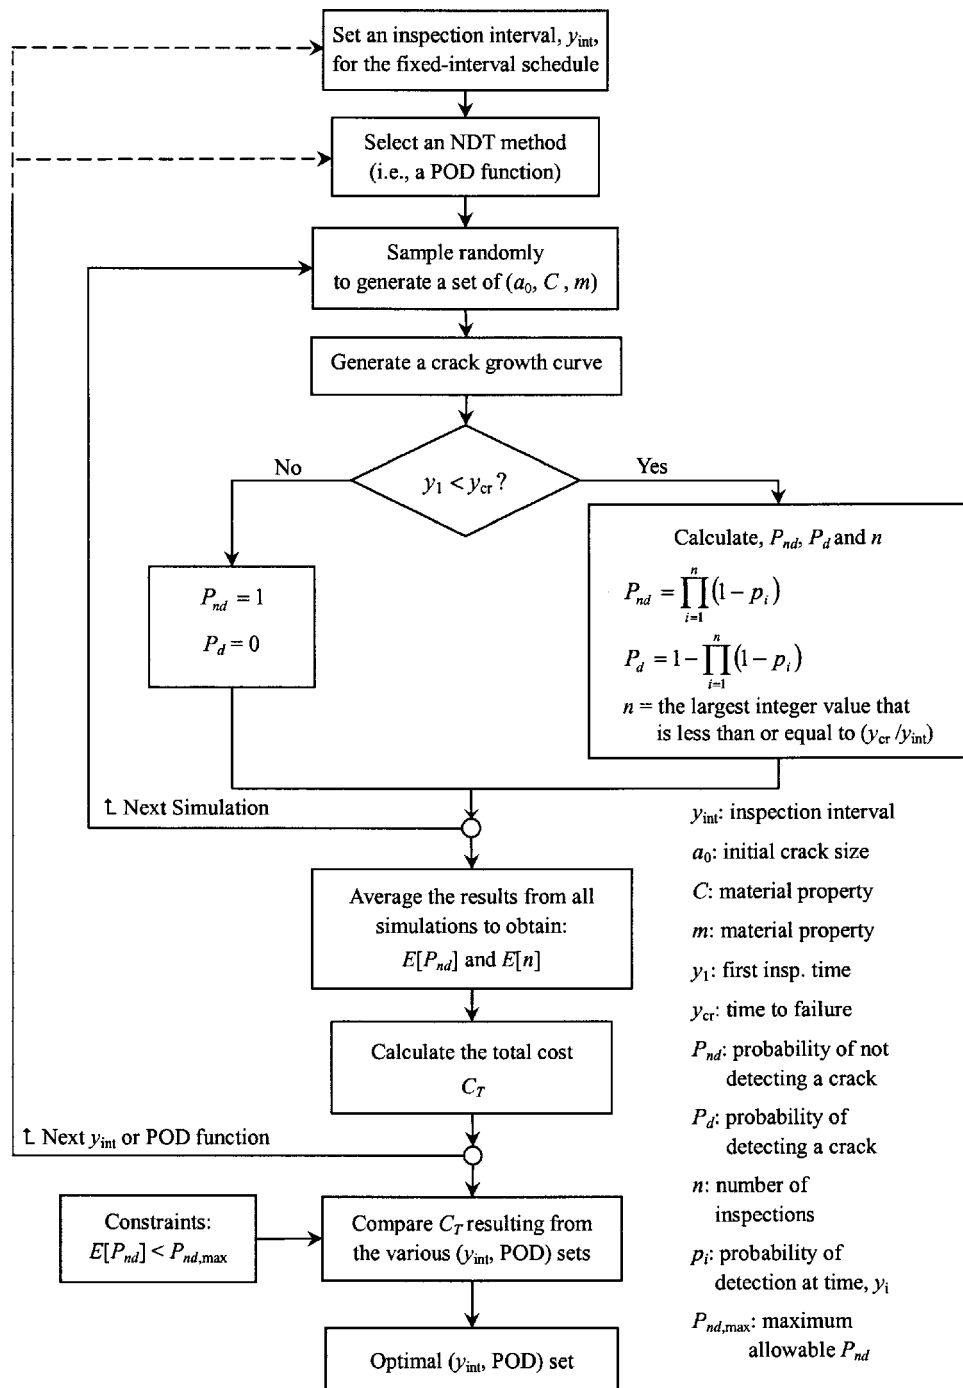 Set an inspection interval, y_int,
for the fixed-interval schedule
Select an NDT method
(i.e., a POD function)
Sample randomly
to generate a set of (a_0, C , m)
Generate a crack growth curve
No
y_1 < y_cr ?
Yes
P_nd = 1
P_d = 0
Calculate, P_nd, P_d and n
P_nd = ∏_{i=1}^{n} (1 − p_i)
P_d = 1 − ∏_{i=1}^{n} (1 − p_i)
n = the largest integer value that
is less than or equal to (y_cr /y_int)
Next Simulation
Average the results from all
simulations to obtain:
E[P_nd] and E[n]
Calculate the total cost
C_T
Next y_int or POD function
Constraints:
E[P_nd] < P_nd,max
Compare C_T resulting from
the various (y_int, POD) sets
Optimal (y_int, POD) set
y_int: inspection interval
a_0: initial crack size
C: material property
m: material property
y_1: first insp. time
y_cr: time to failure
P_nd: probability of not
detecting a crack
P_d: probability of
detecting a crack
n: number of
inspections
p_i: probability of
detection at time, y_i
P_nd,max: maximum
allowable P_nd